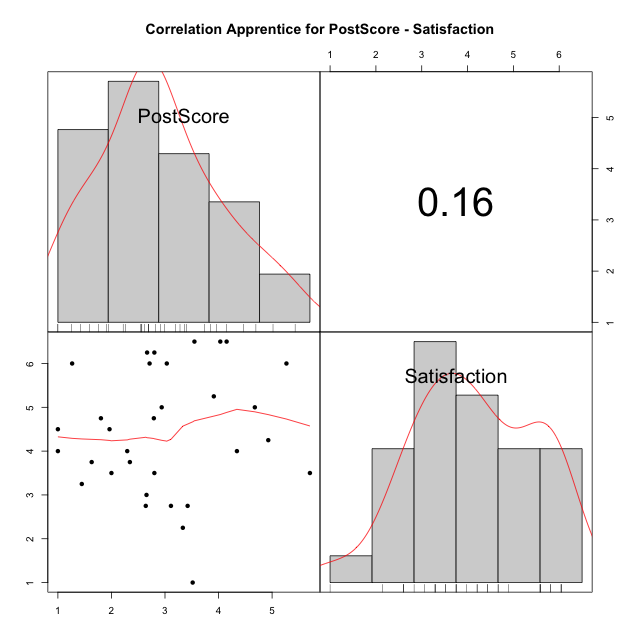 Correlation Apprentice for PostScore - Satisfaction
1 2 3 4 5 6
PostScore
0.16
5
4
3
2
1
6
5
4
3
2
1
Satisfaction
1 2 3 4 5